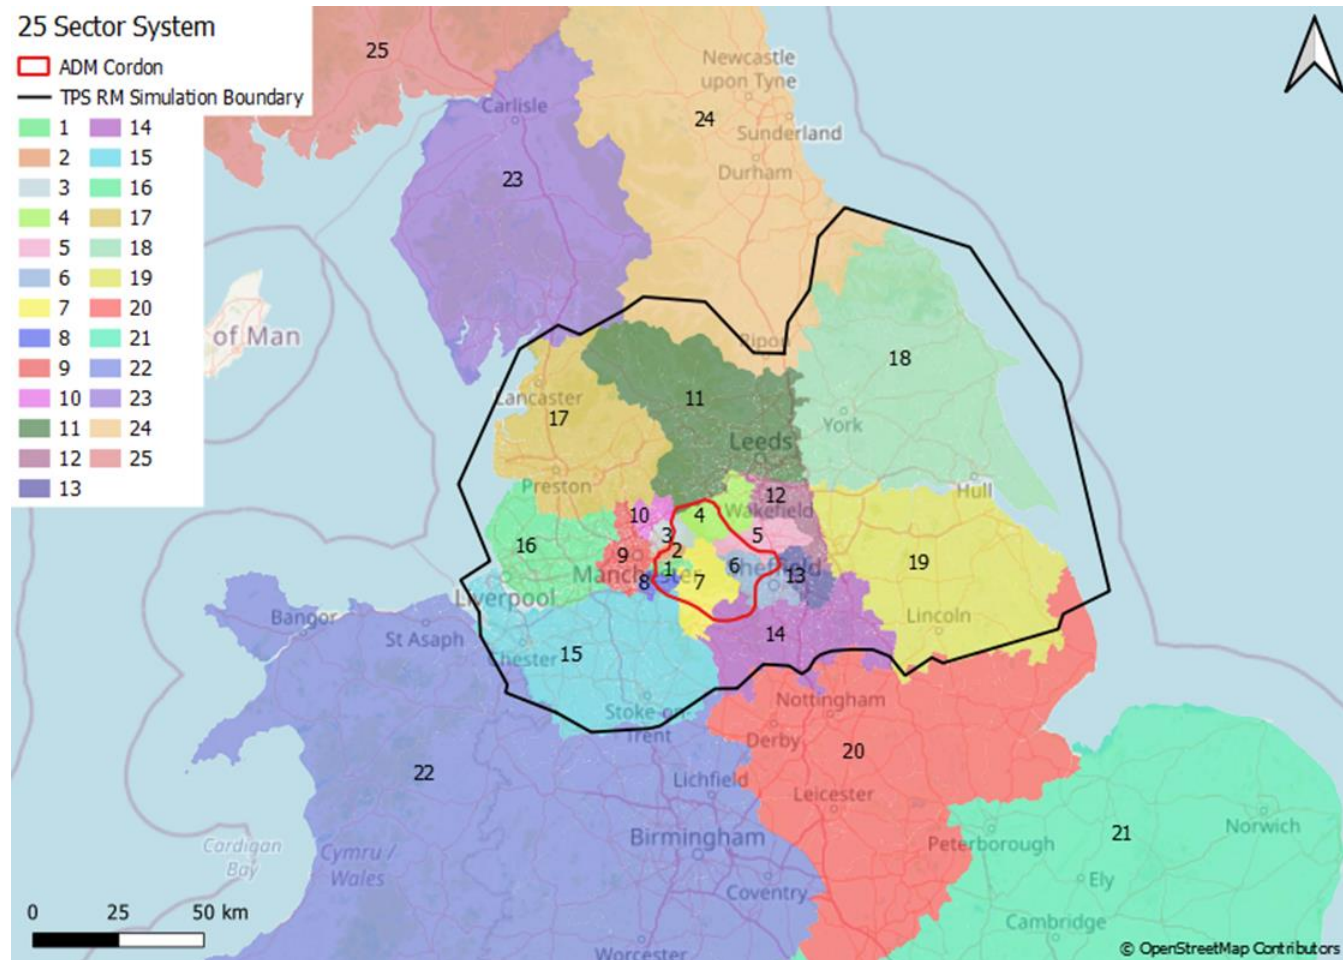 25 Sector System
ADM Cordon
TPS RM Simulation Boundary
1 14
2 15
3 16
4 17
5 18
6 19
7 20
8 21
9 22
10 23
11 24
12 25
13
25
Carlisle
23
Newcastle
upon Tyne
24
Sunderland
Durham
of Man
Ripon
18
Lancaster
17
11
York
Leeds
Preston
Hull
12
Wakefield
10
4
16
3
5
9
2
19
Manchester
1
6
Sheffield
13
8
7
Liverpool
Bangor
St Asaph
Lincoln
14
Chester
15
Nottingham
Stoke-on-
Trent
Derby
20
22
Lichfield
Leicester
Birmingham
21
Norwich
Peterborough
Cardigan
Bay
Cymru /
Wales
Coventry
Ely
Cambridge
Worcester
0 25 50 km
© OpenStreetMap Contributors